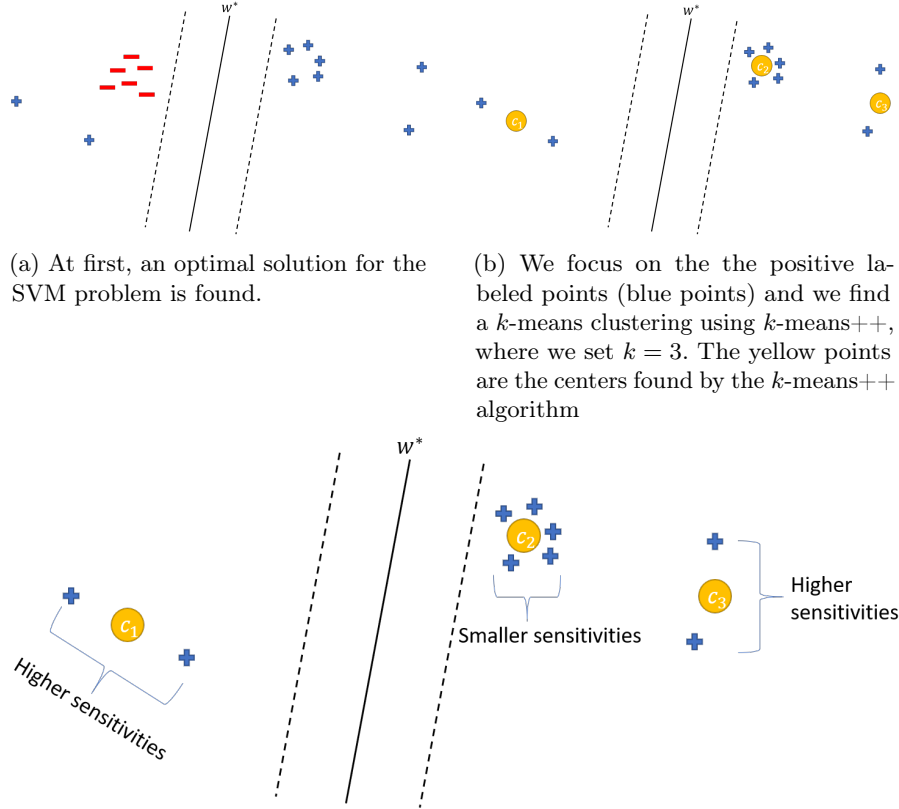 w*
w*
c₂
c₃
c₁
(a) At first, an optimal solution for the
SVM problem is found.
(b) We focus on the the positive la-
beled points (blue points) and we find
a k-means clustering using k-means++,
where we set k = 3. The yellow points
are the centers found by the k-means++
algorithm
w*
c₂
c₃
c₁
Higher
sensitivities
Smaller sensitivities
Higher sensitivities